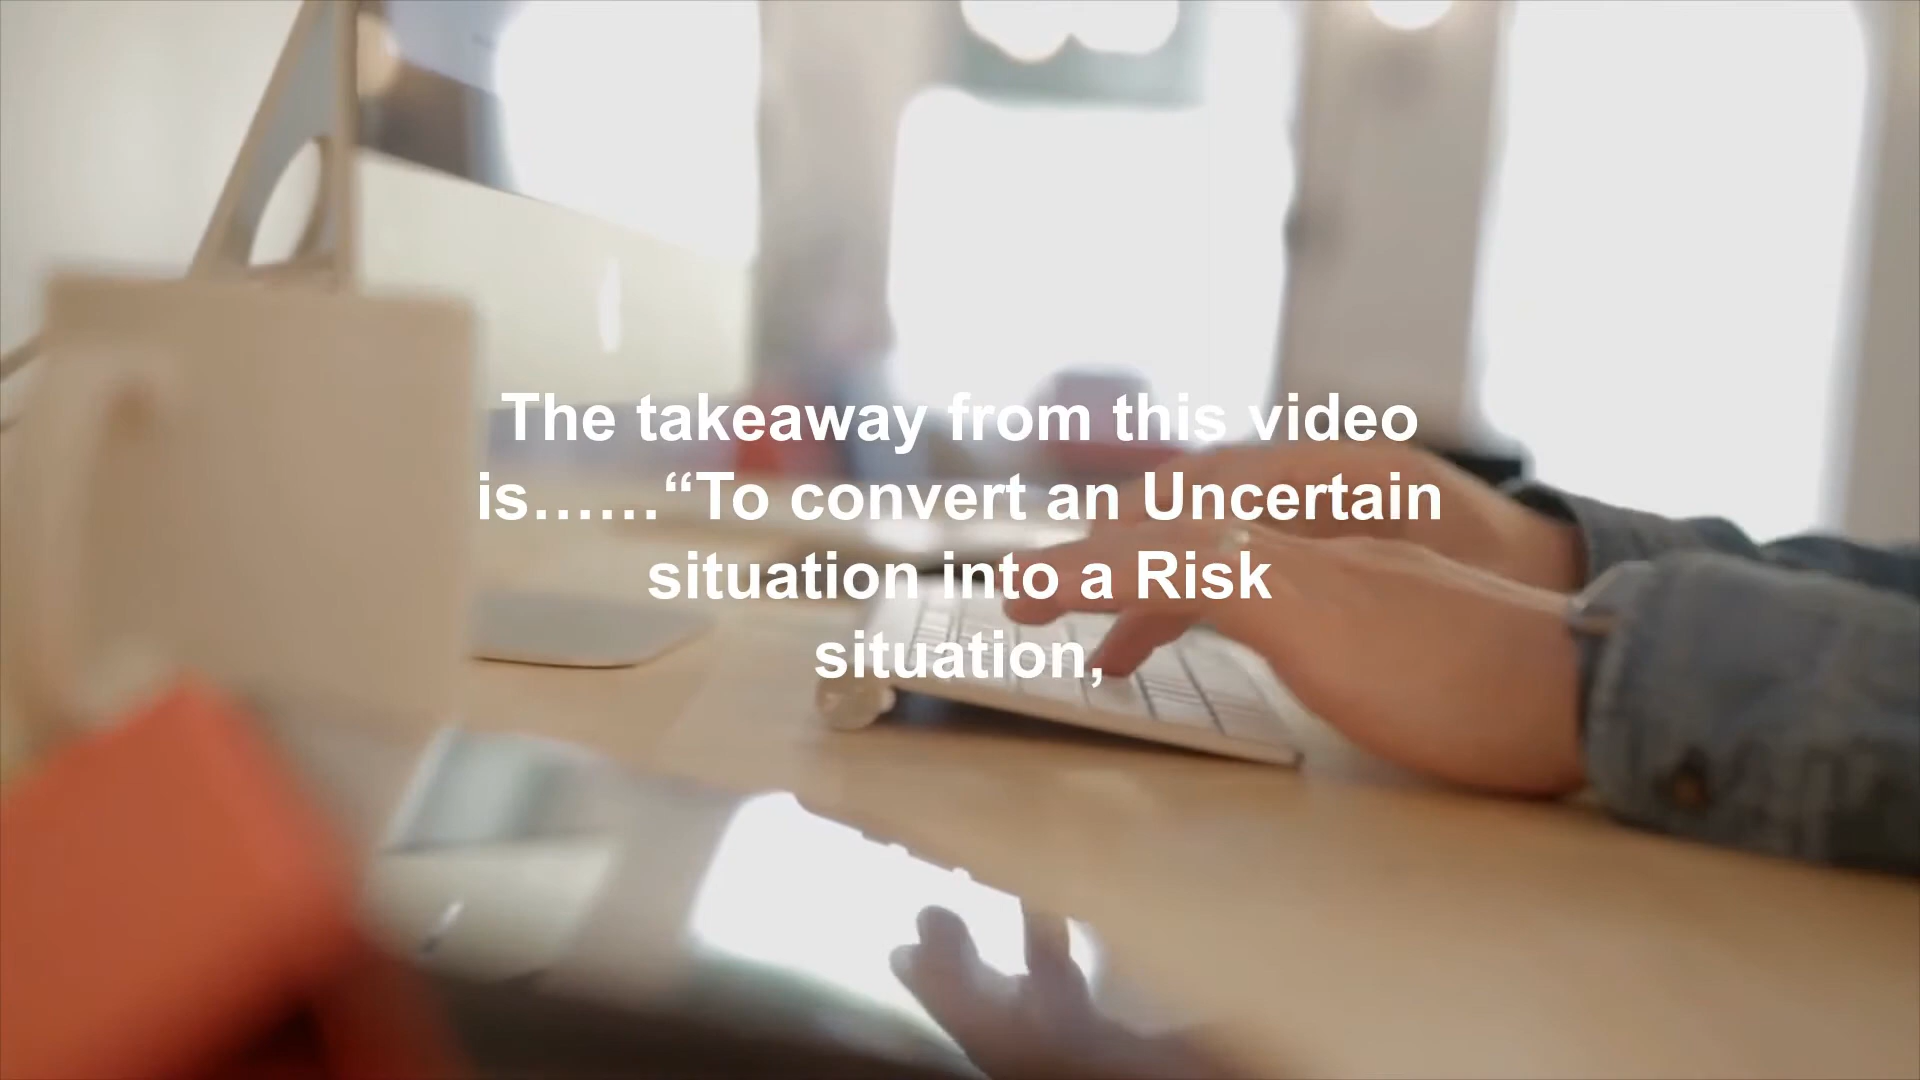 The takeaway from this video
is……“To convert an Uncertain
situation into a Risk
situation,